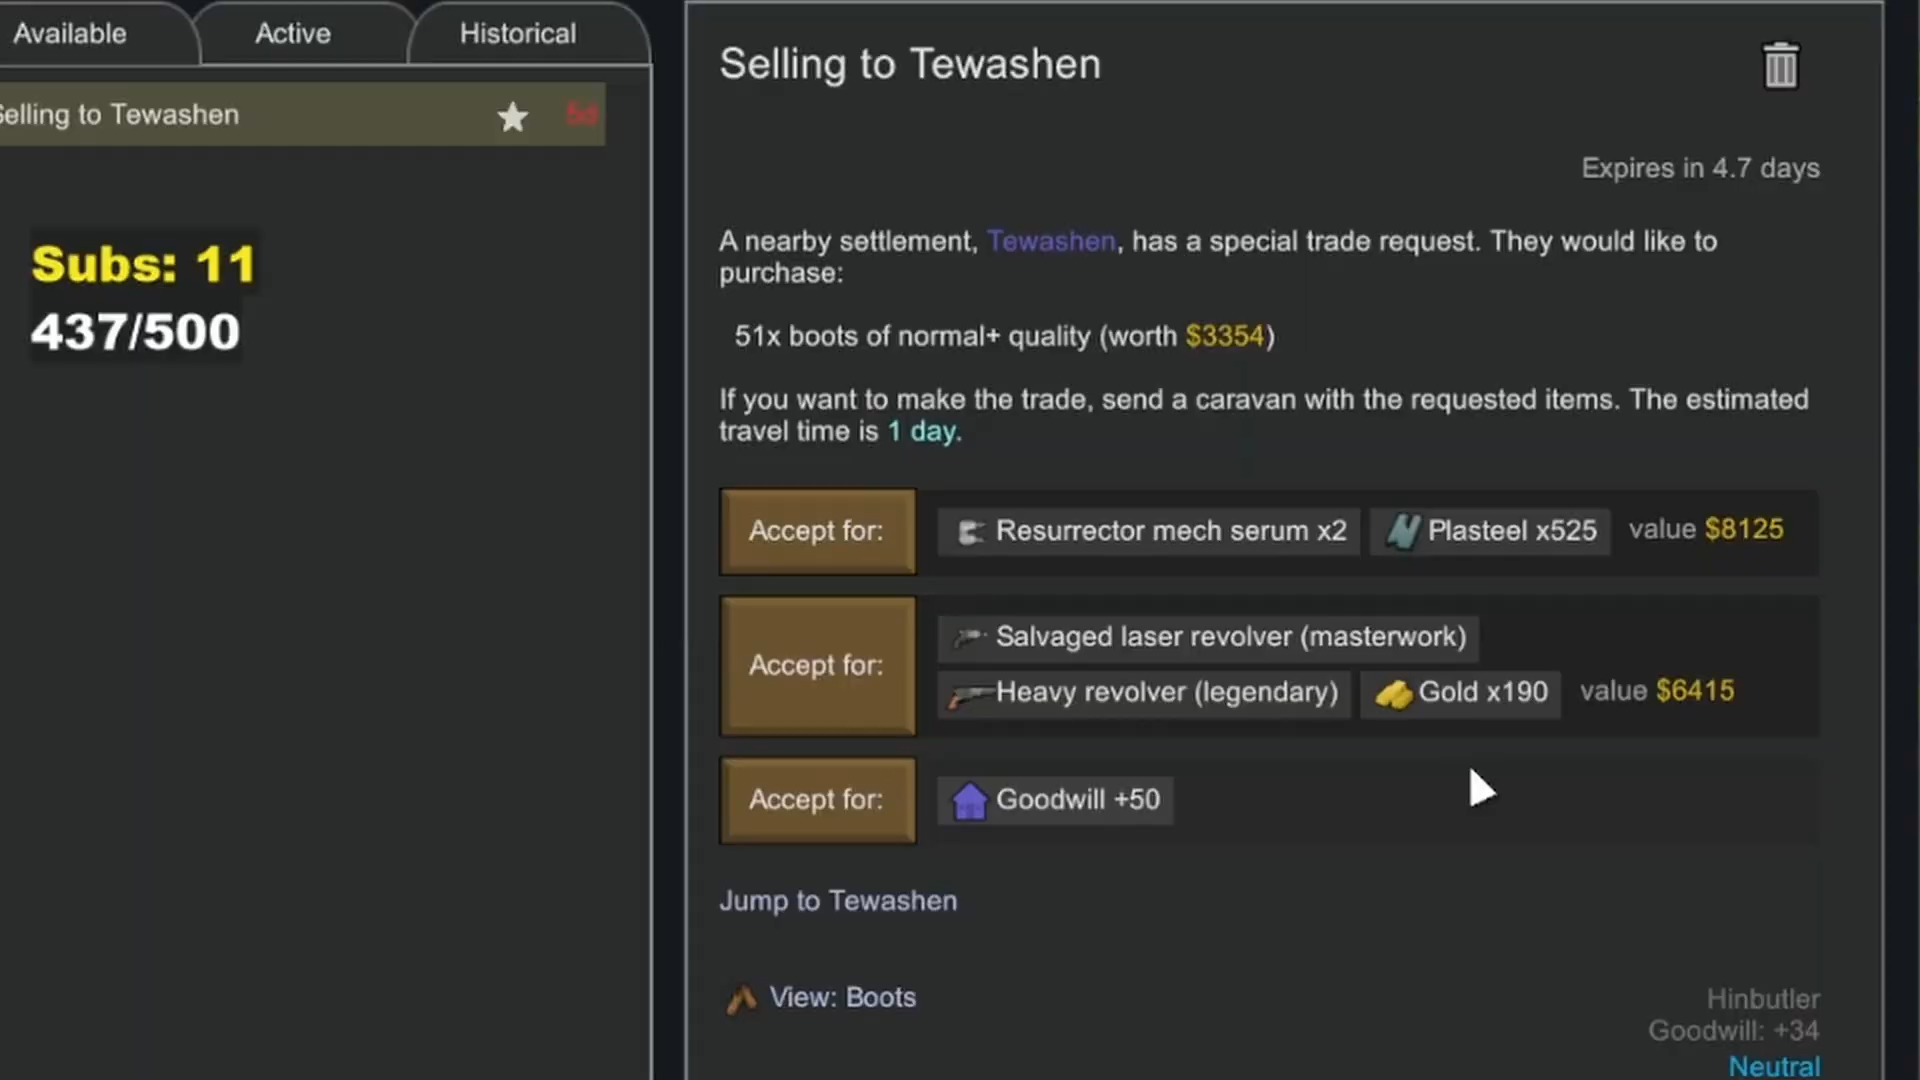 Available
Active
Historical
Selling to Tewashen
5d
Subs: 11
437/500
Selling to Tewashen
Expires in 4.7 days
A nearby settlement, Tewashen, has a special trade request. They would like to
purchase:
51x boots of normal+ quality (worth $3354)
If you want to make the trade, send a caravan with the requested items. The estimated
travel time is 1 day.
Accept for:
Resurrector mech serum x2
Plasteel x525
value $8125
Accept for:
Salvaged laser revolver (masterwork)
Heavy revolver (legendary)
Gold x190
value $6415
Accept for:
Goodwill +50
Jump to Tewashen
View: Boots
Hinbutler
Goodwill: +34
Neutral